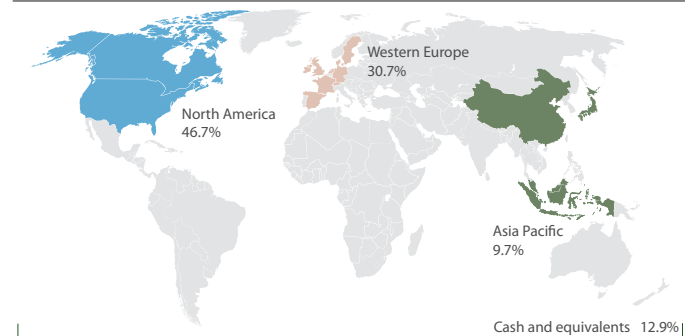 Western Europe
30.7%
North America
46.7%
Asia Pacific
9.7%
Cash and equivalents 12.9%